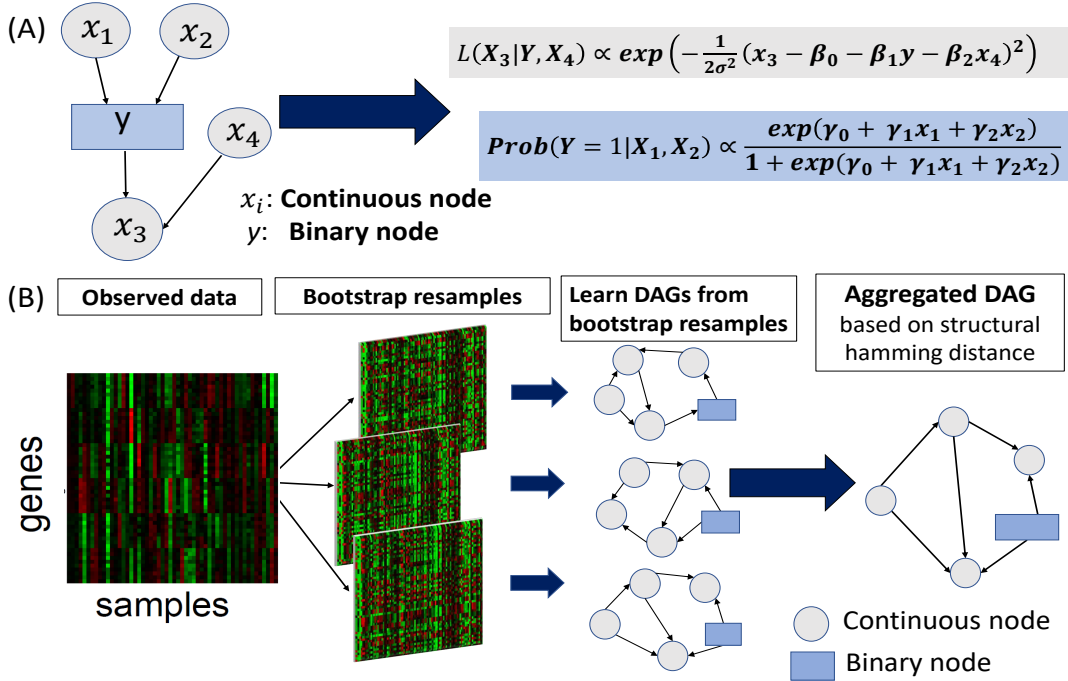 (A)
x₁
x₂
y
x₄
x₃
L(X₃|Y, X₄) ∝ exp(−1/2σ² (x₃ − β₀ − β₁y − β₂x₄)²)
Prob(Y = 1|X₁, X₂) ∝ exp(γ₀ + γ₁x₁ + γ₂x₂) / 1 + exp(γ₀ + γ₁x₁ + γ₂x₂)
xᵢ: Continuous node
y: Binary node
(B)
Observed data
Bootstrap resamples
Learn DAGs from
bootstrap resamples
Aggregated DAG
based on structural
hamming distance
genes
samples
Continuous node
Binary node